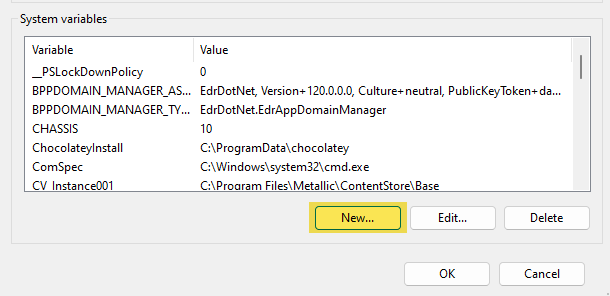 System variables
Variable Value
__PSLockDownPolicy 0
BPPDOMAIN_MANAGER_AS... EdrDotNet, Version+120.0.0.0, Culture+neutral, PublicKeyToken+da...
BPPDOMAIN_MANAGER_TY... EdrDotNet.EdrAppDomainManager
CHASSIS 10
ChocolateyInstall C:\ProgramData\chocolatey
ComSpec C:\Windows\system32\cmd.exe
CV_Instance001 C:\Program Files\Metallic\ContentStore\Base
New... Edit... Delete
OK Cancel